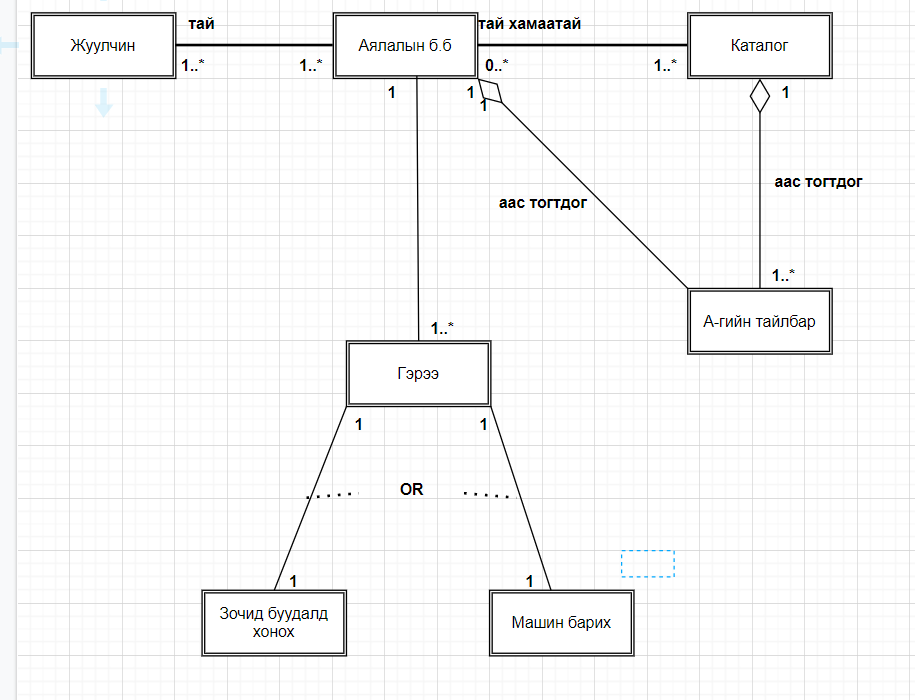 тай
тай хамаатай
Жуулчин
Аялалын б.б
Каталог
1..*
1..*
0..*
1..*
1
1
1
1
аас тогтдог
аас тогтдог
1..*
А-гийн тайлбар
1..*
Гэрээ
1
1
OR
1
1
Зочид буудалд
хонох
Машин барих